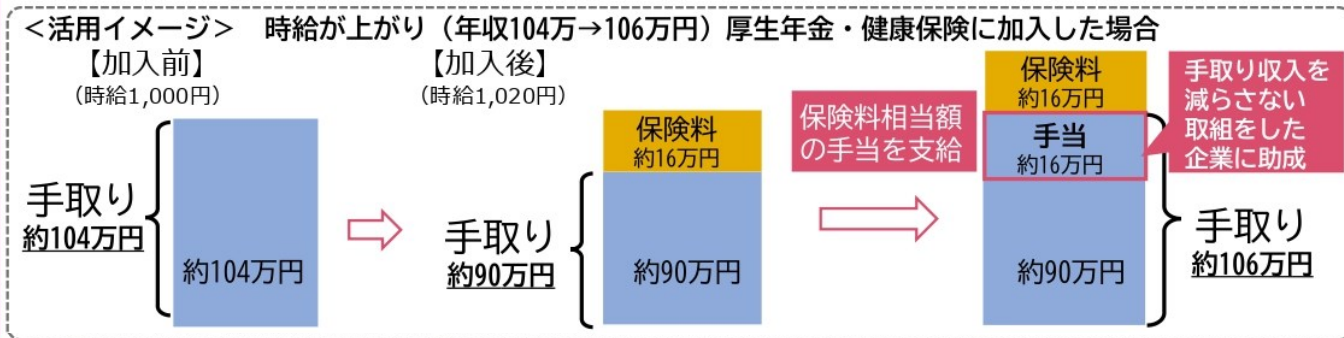 ＜活用イメージ＞　時給が上がり（年収104万→106万円）厚生年金・健康保険に加入した場合
【加入前】
（時給1,000円）
手取り
約104万円
約104万円
【加入後】
（時給1,020円）
保険料
約16万円
手取り
約90万円
約90万円
保険料相当額
の手当を支給
保険料
約16万円
手当
約16万円
約90万円
手取り収入を
減らさない
取組をした
企業に助成
手取り
約106万円